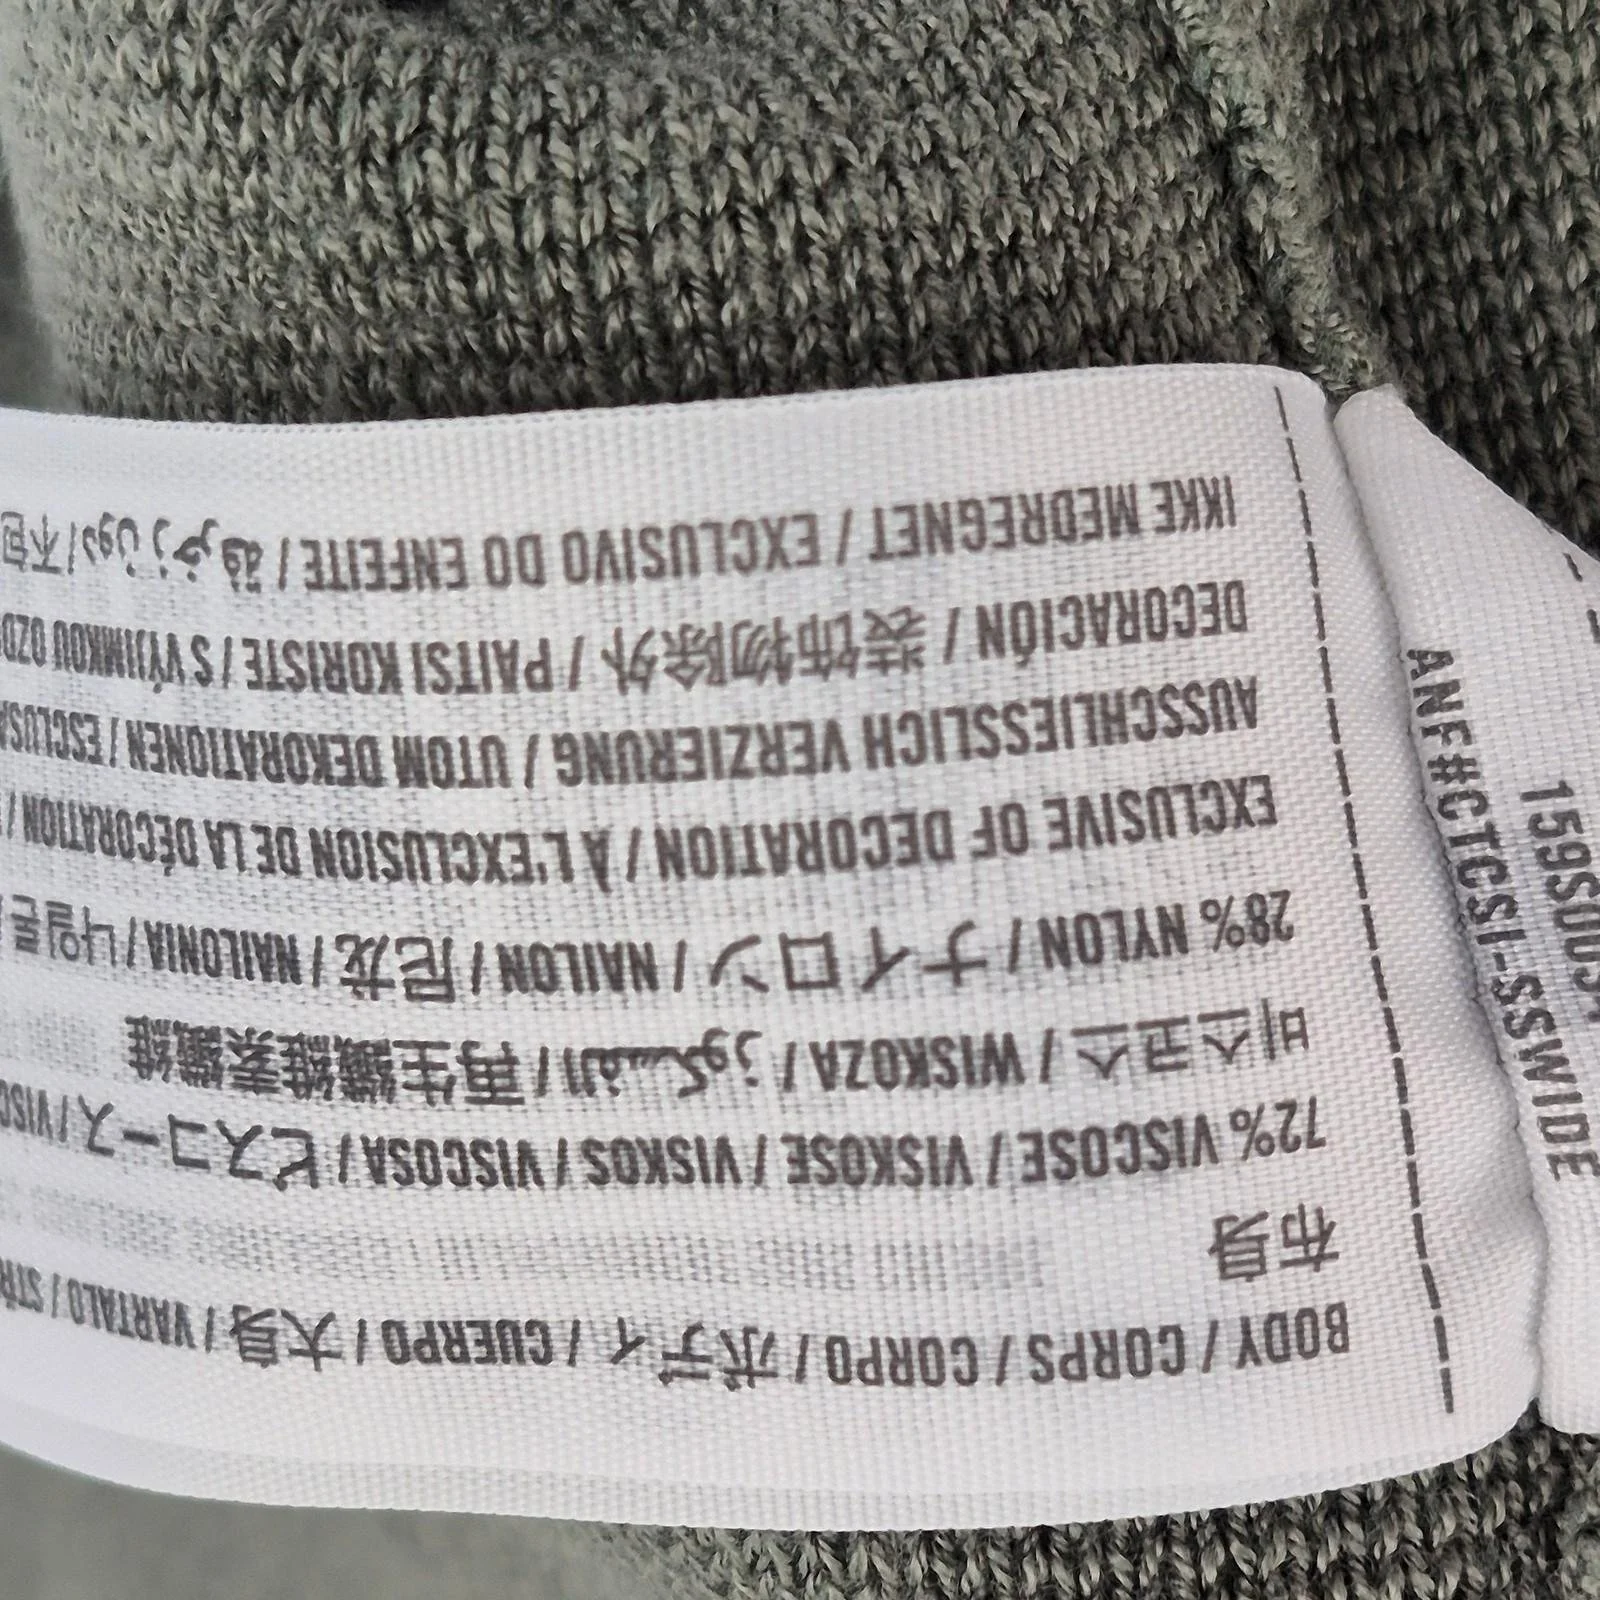 BODY / CORPS / CORPO / ボディ / CUERPO / 大身 / VARTALO /
布身
72% VISCOSE / VISKOSE / VISKOS / VISCOSA / ビスコース /
비스코스 / WISKOZA / الفسكوز / 再生纖維素纖維
28% NYLON / ナイロン / NAILON / 尼龙 / NAILONIA / 나일론
EXCLUSIVE OF DECORATION / À L'EXCLUSION DE LA DÉCORATION /
AUSSCHLIESSLICH VERZIERUNG / UTOM DEKORATIONEN /
DECORACIÓN / 装饰物除外 / PAITSI KORISTE / S VÝJIMKOU
IKKE MEDREGNET / EXCLUSIVO DO ENFEITE /
ANF#CTCSI-SSWIDE